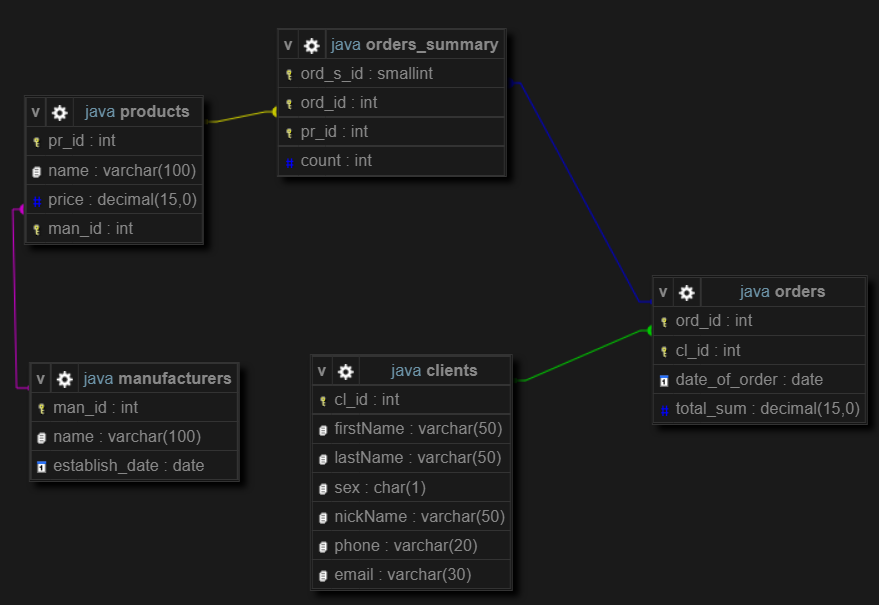 v java orders_summary
ord_s_id : smallint
ord_id : int
pr_id : int
# count : int
v java products
pr_id : int
name : varchar(100)
# price : decimal(15,0)
man_id : int
v java orders
ord_id : int
cl_id : int
date_of_order : date
# total_sum : decimal(15,0)
v java manufacturers
man_id : int
name : varchar(100)
establish_date : date
v java clients
cl_id : int
firstName : varchar(50)
lastName : varchar(50)
sex : char(1)
nickName : varchar(50)
phone : varchar(20)
email : varchar(30)